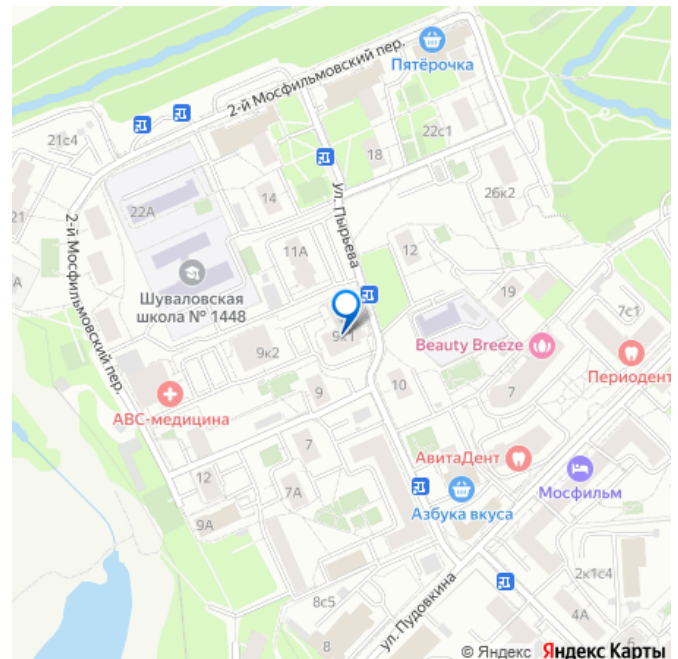 2-й Мосфильмовский пер.
Пятёрочка
21с4
22с1
18
22А
14
26к2
21
2-й Мосфильмовский пер.
ул. Пырьева
11А
12
А
Шуваловская
школа № 1448
19
7с1
9к1
Beauty Breeze
9к2
Периодент
АВС-медицина
9
10
7
7
АвитаДент
Мосфильм
12
7А
Азбука вкуса
9А
2к1с4
8с5
ул. Пудовкина
4А
8
6
© Яндекс Яндекс Карты